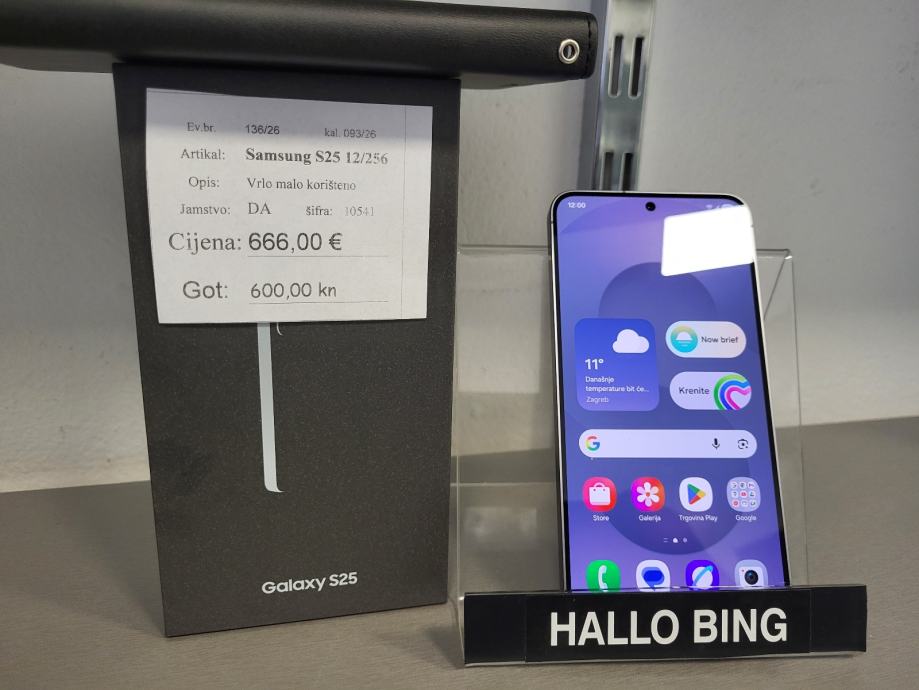 Ev.br. 136/26 kal. 093/26
Artikal: Samsung S25 12/256
Opis: Vrlo malo korišteno
Jamstvo: DA šifra: 10541
Cijena: 666,00 €
Got: 600,00 kn
Galaxy S25
12:00
Now brief
11°
Današnje
temperature bit će...
Zagreb
Krenite
Store Galerija Trgovina Play Google
HALLO BING